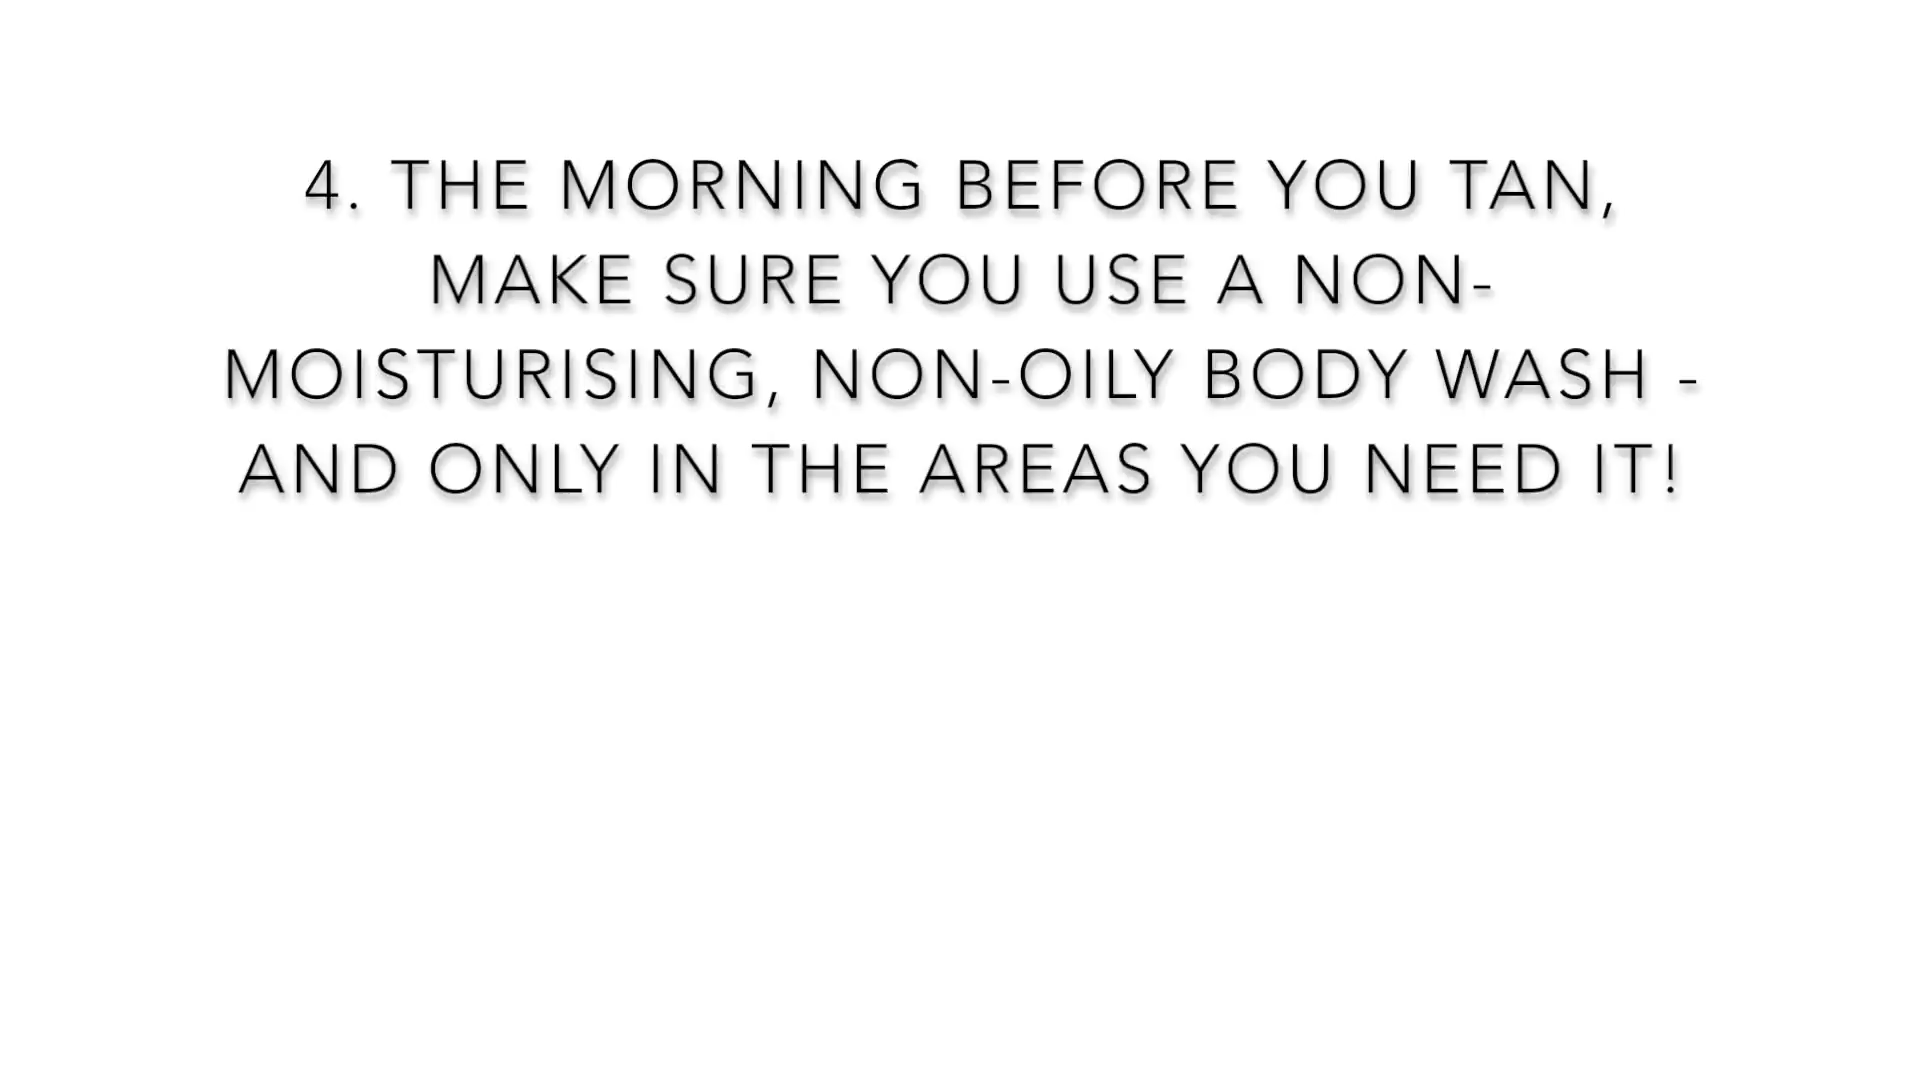 4. THE MORNING BEFORE YOU TAN,
MAKE SURE YOU USE A NON-
MOISTURISING, NON-OILY BODY WASH -
AND ONLY IN THE AREAS YOU NEED IT!